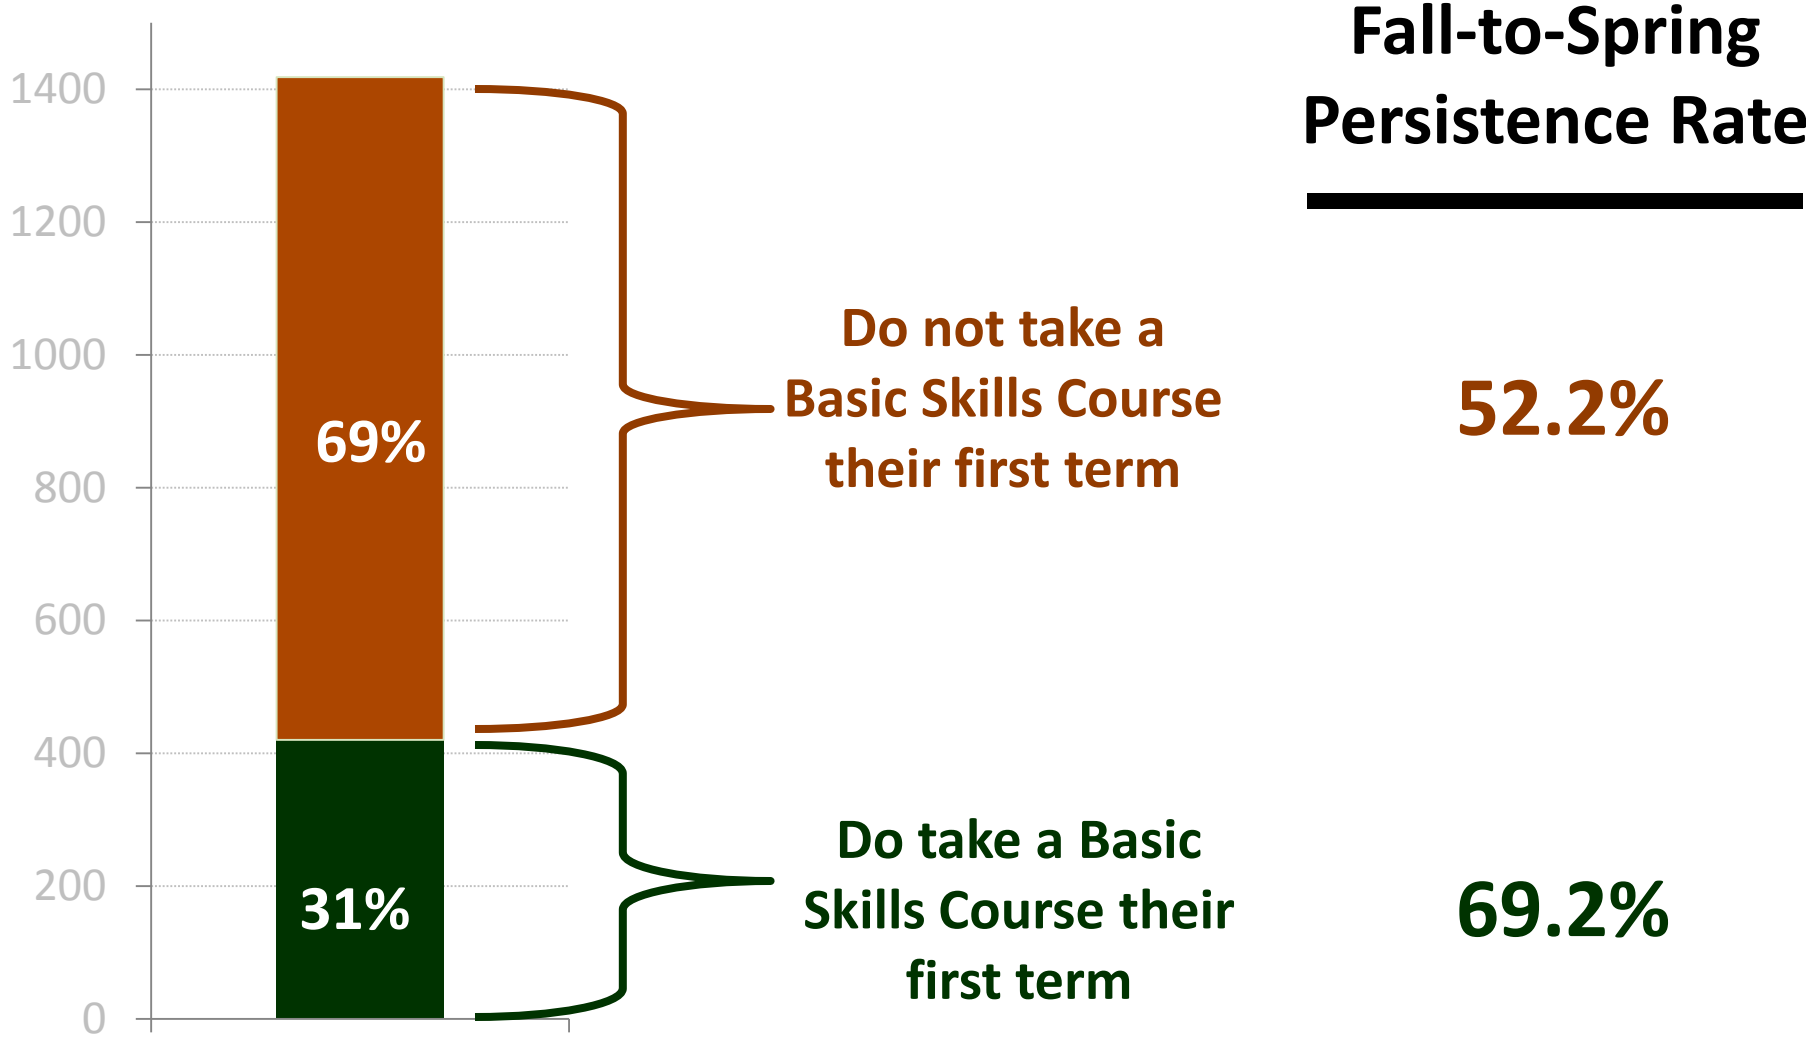 Fall-to-Spring
Persistence Rate
1400
1200
1000
800
600
400
200
0
69%
31%
Do not take a
Basic Skills Course
their first term
52.2%
Do take a Basic
Skills Course their
first term
69.2%